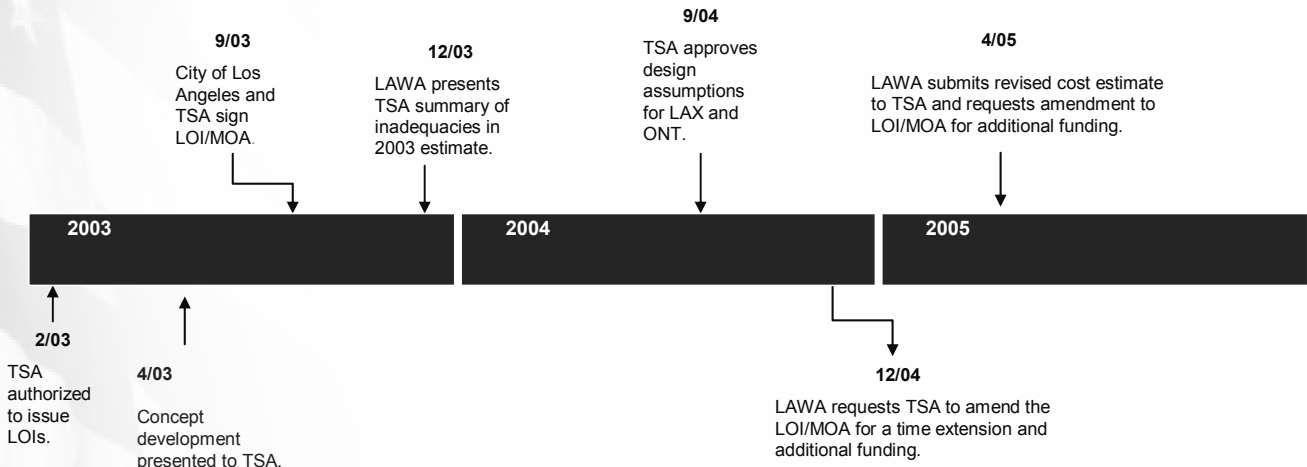 9/03
City of Los
Angeles and
TSA sign
LOI/MOA.
12/03
LAWA presents
TSA summary of
inadequacies in
2003 estimate.
9/04
TSA approves
design
assumptions
for LAX and
ONT.
4/05
LAWA submits revised cost estimate
to TSA and requests amendment to
LOI/MOA for additional funding.
2003
2004
2005
2/03
TSA
authorized
to issue
LOIs.
4/03
Concept
development
presented to TSA.
12/04
LAWA requests TSA to amend the
LOI/MOA for a time extension and
additional funding.